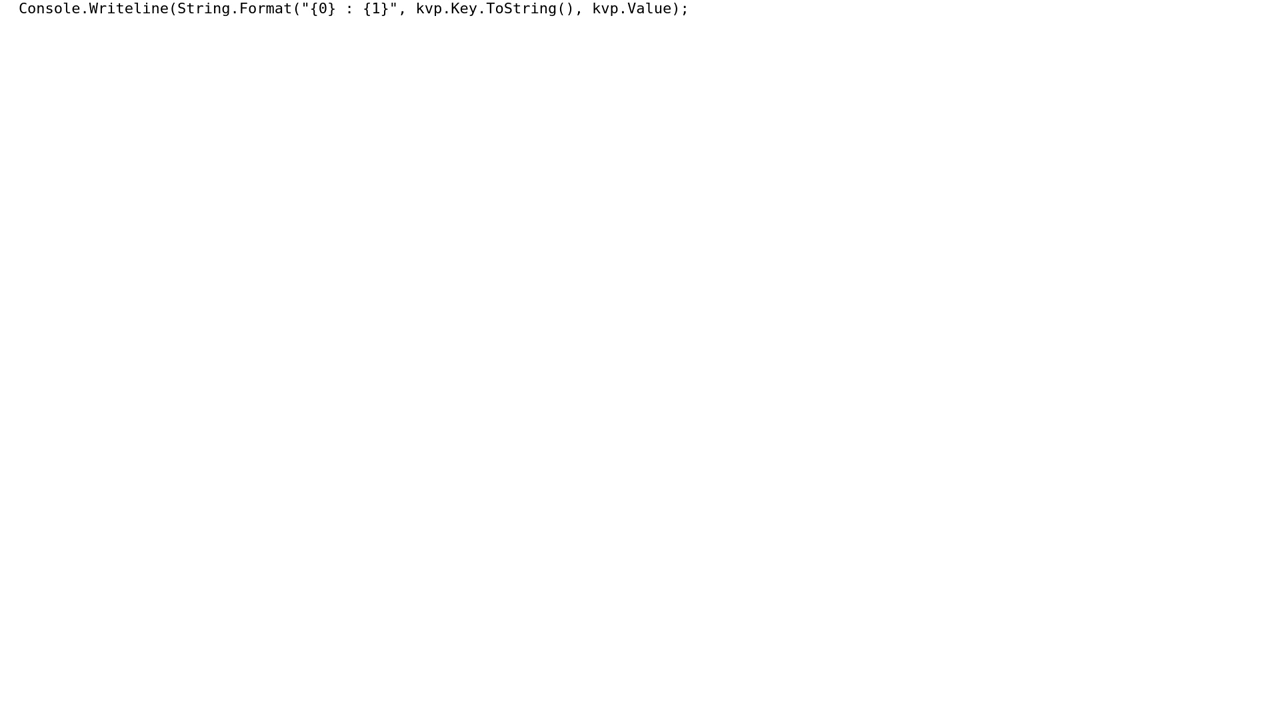 Console.Writeline(String.Format("{0} : {1}", kvp.Key.ToString(), kvp.Value);